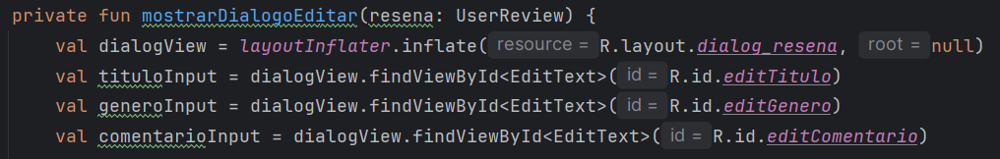 private fun mostrarDialogoEditar(resena: UserReview) {
    val dialogView = layoutInflater.inflate( resource = R.layout.dialog_resena, root = null)
    val tituloInput = dialogView.findViewById<EditText>( id = R.id.editTitulo)
    val generoInput = dialogView.findViewById<EditText>( id = R.id.editGenero)
    val comentarioInput = dialogView.findViewById<EditText>( id = R.id.editComentario)